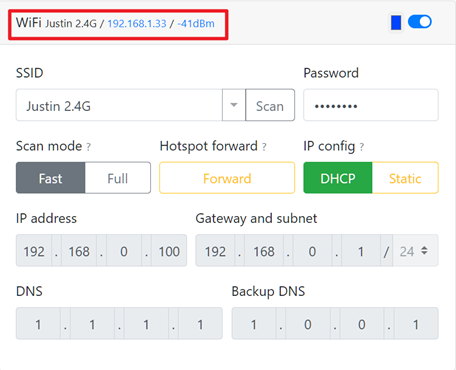 WiFi Justin 2.4G / 192.168.1.33 / -41dBm
SSID Password
Justin 2.4G Scan ••••••••
Scan mode ? Hotspot forward ? IP config ?
Fast Full Forward DHCP Static
IP address Gateway and subnet
192 . 168 . 0 . 100 192 . 168 . 0 . 1 / 24
DNS Backup DNS
1 . 1 . 1 . 1 1 . 0 . 0 . 1